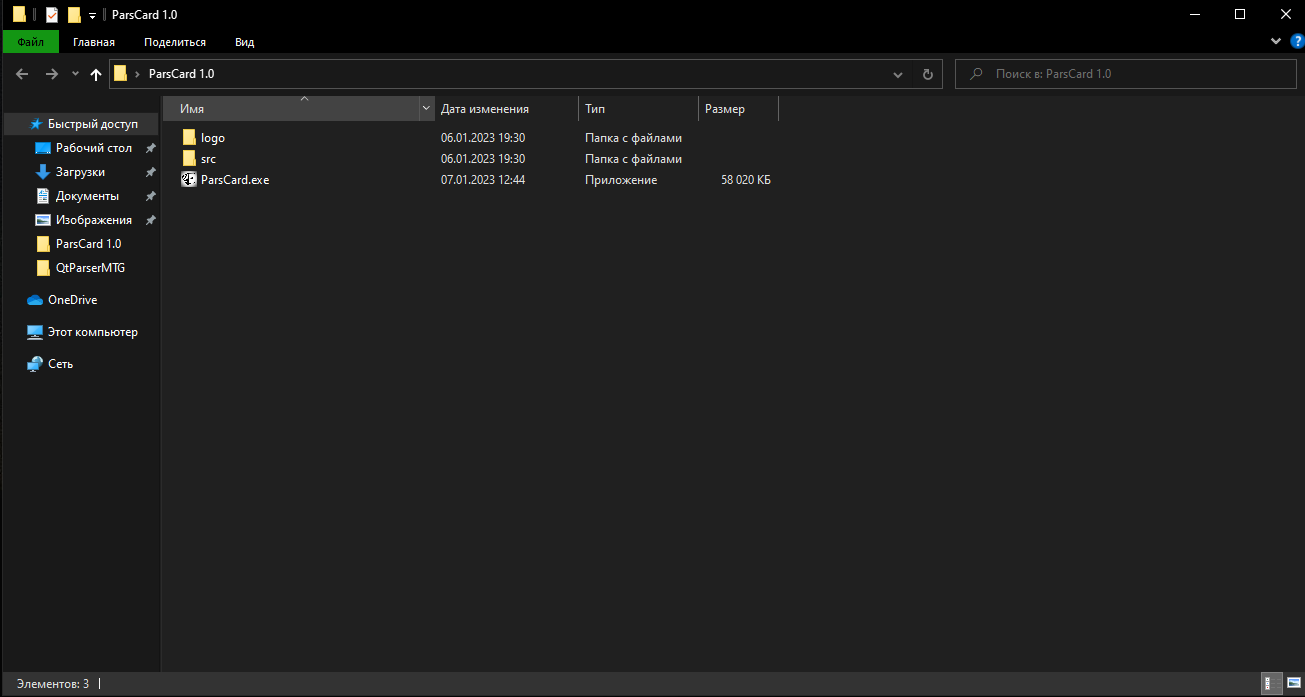 ParsCard 1.0
Файл Главная Поделиться Вид
ParsCard 1.0
Поиск в: ParsCard 1.0
Быстрый доступ
Рабочий стол
Загрузки
Документы
Изображения
ParsCard 1.0
QtParserMTG
OneDrive
Этот компьютер
Сеть
Имя Дата изменения Тип Размер
logo 06.01.2023 19:30 Папка с файлами
src 06.01.2023 19:30 Папка с файлами
ParsCard.exe 07.01.2023 12:44 Приложение 58 020 КБ
Элементов: 3